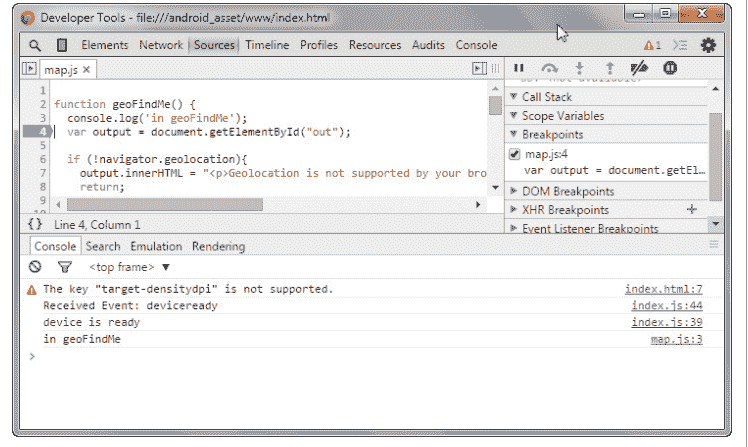 Developer Tools - file:///android_asset/www/index.html
Elements Network Sources Timeline Profiles Resources Audits Console 1
map.js ×
1
2 function geoFindMe() {
3 console.log('in geoFindMe');
4 var output = document.getElementById("out");
5
6 if (!navigator.geolocation){
7 output.innerHTML = "<p>Geolocation is not supported by your bro
8 return;
9
{} Line 4, Column 1
Call Stack
Scope Variables
Breakpoints
map.js:4
var output = document.getEl...
DOM Breakpoints
XHR Breakpoints +
Event Listener Breakpoints
Console Search Emulation Rendering
<top frame> ▼
The key "target-densitydpi" is not supported. index.html:7
Received Event: deviceready index.js:44
device is ready index.js:39
in geoFindMe map.js:3
>